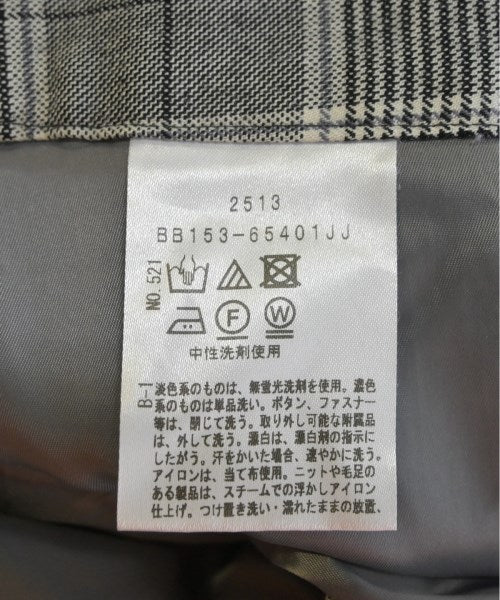 2513
BB153-65401JJ
NO.521
F W
中性洗剤使用
B-1
淡色系のものは、無蛍光洗剤を使用。濃色
系のものは単品洗い。ボタン、ファスナー
等は、閉じて洗う。取り外し可能な附属品
は、外して洗う。漂白は、漂白剤の指示に
したがう。汗をかいた場合、速やかに洗う。
アイロンは、当て布使用。ニットや毛足の
ある製品は、スチームでの浮かしアイロン
仕上げ。つけ置き洗い・濡れたままの放置、